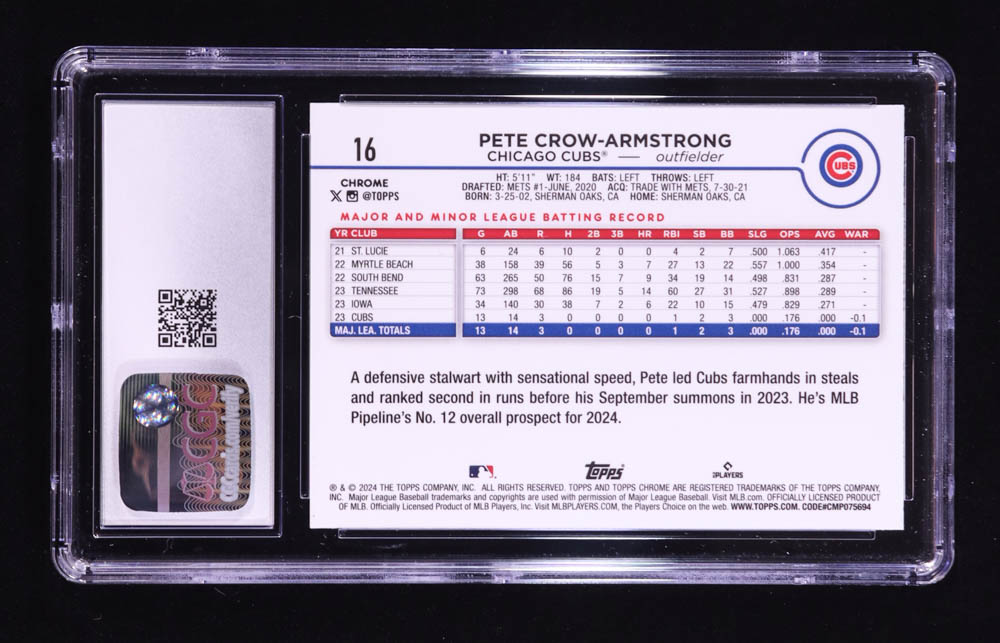 16
PETE CROW-ARMSTRONG
CHICAGO CUBS® — outfielder
CUBS
CHROME
@TOPPS
HT: 5'11" WT: 184 BATS: LEFT THROWS: LEFT
DRAFTED: METS #1-JUNE, 2020 ACQ: TRADE WITH METS, 7-30-21
BORN: 3-25-02, SHERMAN OAKS, CA HOME: SHERMAN OAKS, CA
MAJOR AND MINOR LEAGUE BATTING RECORD
YR CLUB G AB R H 2B 3B HR RBI SB BB SLG OPS AVG WAR
21 ST. LUCIE 6 24 6 10 2 0 0 4 2 7 .500 1.063 .417 -
22 MYRTLE BEACH 38 158 39 56 5 3 7 27 13 22 .557 1.000 .354 -
22 SOUTH BEND 63 265 50 76 15 7 9 34 19 14 .498 .831 .287 -
23 TENNESSEE 73 298 68 86 19 5 14 60 27 31 .527 .898 .289 -
23 IOWA 34 140 30 38 7 2 6 22 10 15 .479 .829 .271 -
23 CUBS 13 14 3 0 0 0 0 1 2 3 .000 .176 .000 -0.1
MAJ. LEA. TOTALS 13 14 3 0 0 0 0 1 2 3 .000 .176 .000 -0.1
A defensive stalwart with sensational speed, Pete led Cubs farmhands in steals
and ranked second in runs before his September summons in 2023. He's MLB
Pipeline's No. 12 overall prospect for 2024.
Topps
PLAYERS
® & © 2024 THE TOPPS COMPANY, INC. ALL RIGHTS RESERVED. TOPPS AND TOPPS CHROME ARE REGISTERED TRADEMARKS OF THE TOPPS COMPANY,
INC. Major League Baseball trademarks and copyrights are used with permission of Major League Baseball. Visit MLB.com. OFFICIALLY LICENSED PRODUCT
OF MLB. Officially Licensed Product of MLB Players, Inc. Visit MLBPLAYERS.com, the Players Choice on the web. WWW.TOPPS.COM. CODE#CMP075694
CGC